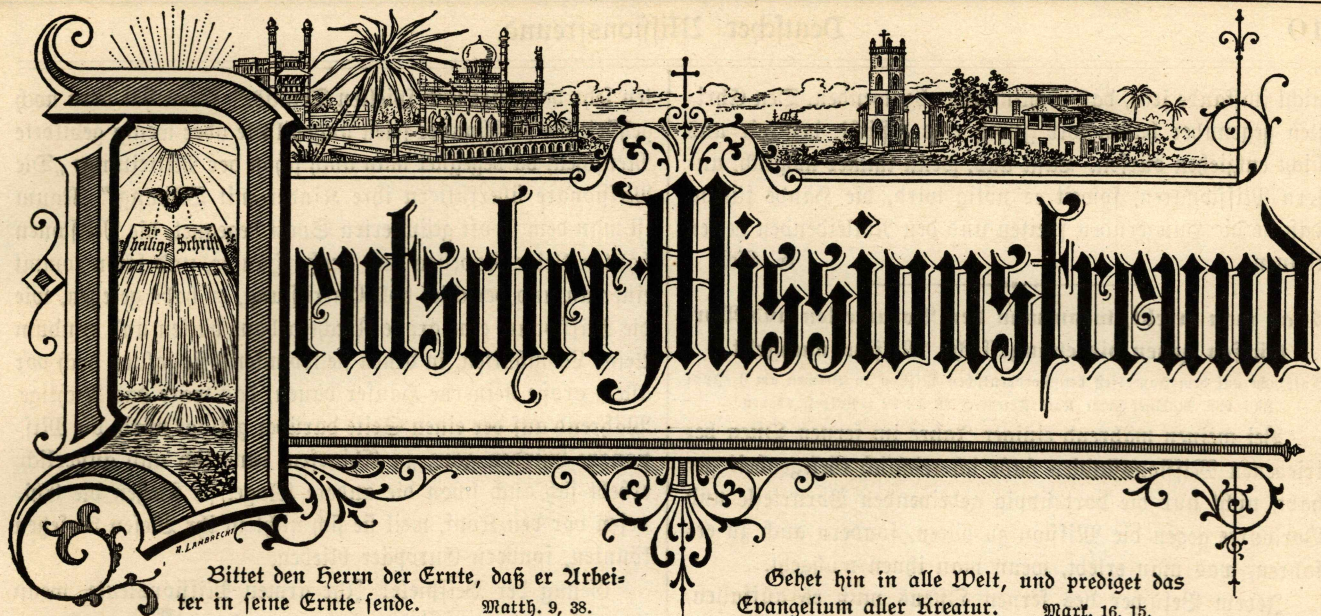 Deutscher Missionsfreund
Die heilige Schrift
R. LAMBRECHT
Bittet den Herrn der Ernte, daß er Arbei-
ter in seine Ernte sende. Matth. 9, 38.
Gehet hin in alle Welt, und prediget das
Evangelium aller Kreatur. Mark. 16, 15.